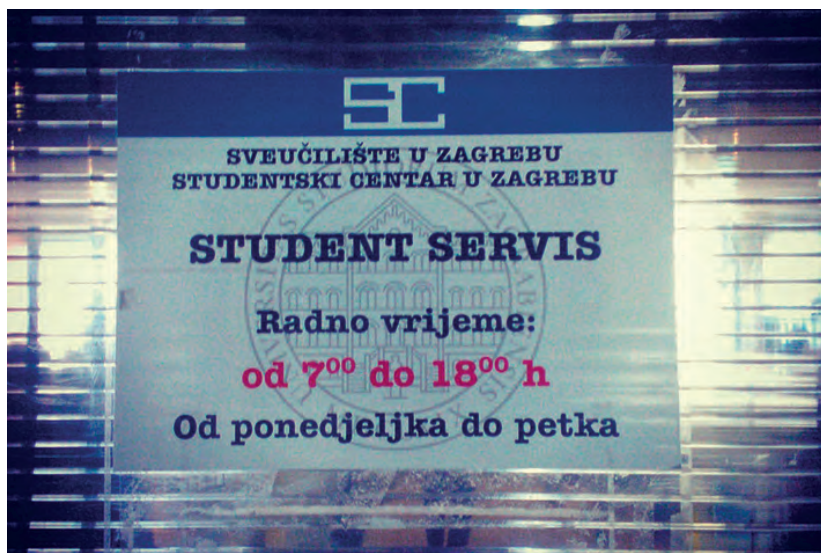 SC
SVEUČILIŠTE U ZAGREBU
STUDENTSKI CENTAR U ZAGREBU
STUDENT SERVIS
Radno vrijeme:
od 7⁰⁰ do 18⁰⁰ h
Od ponedjeljka do petka